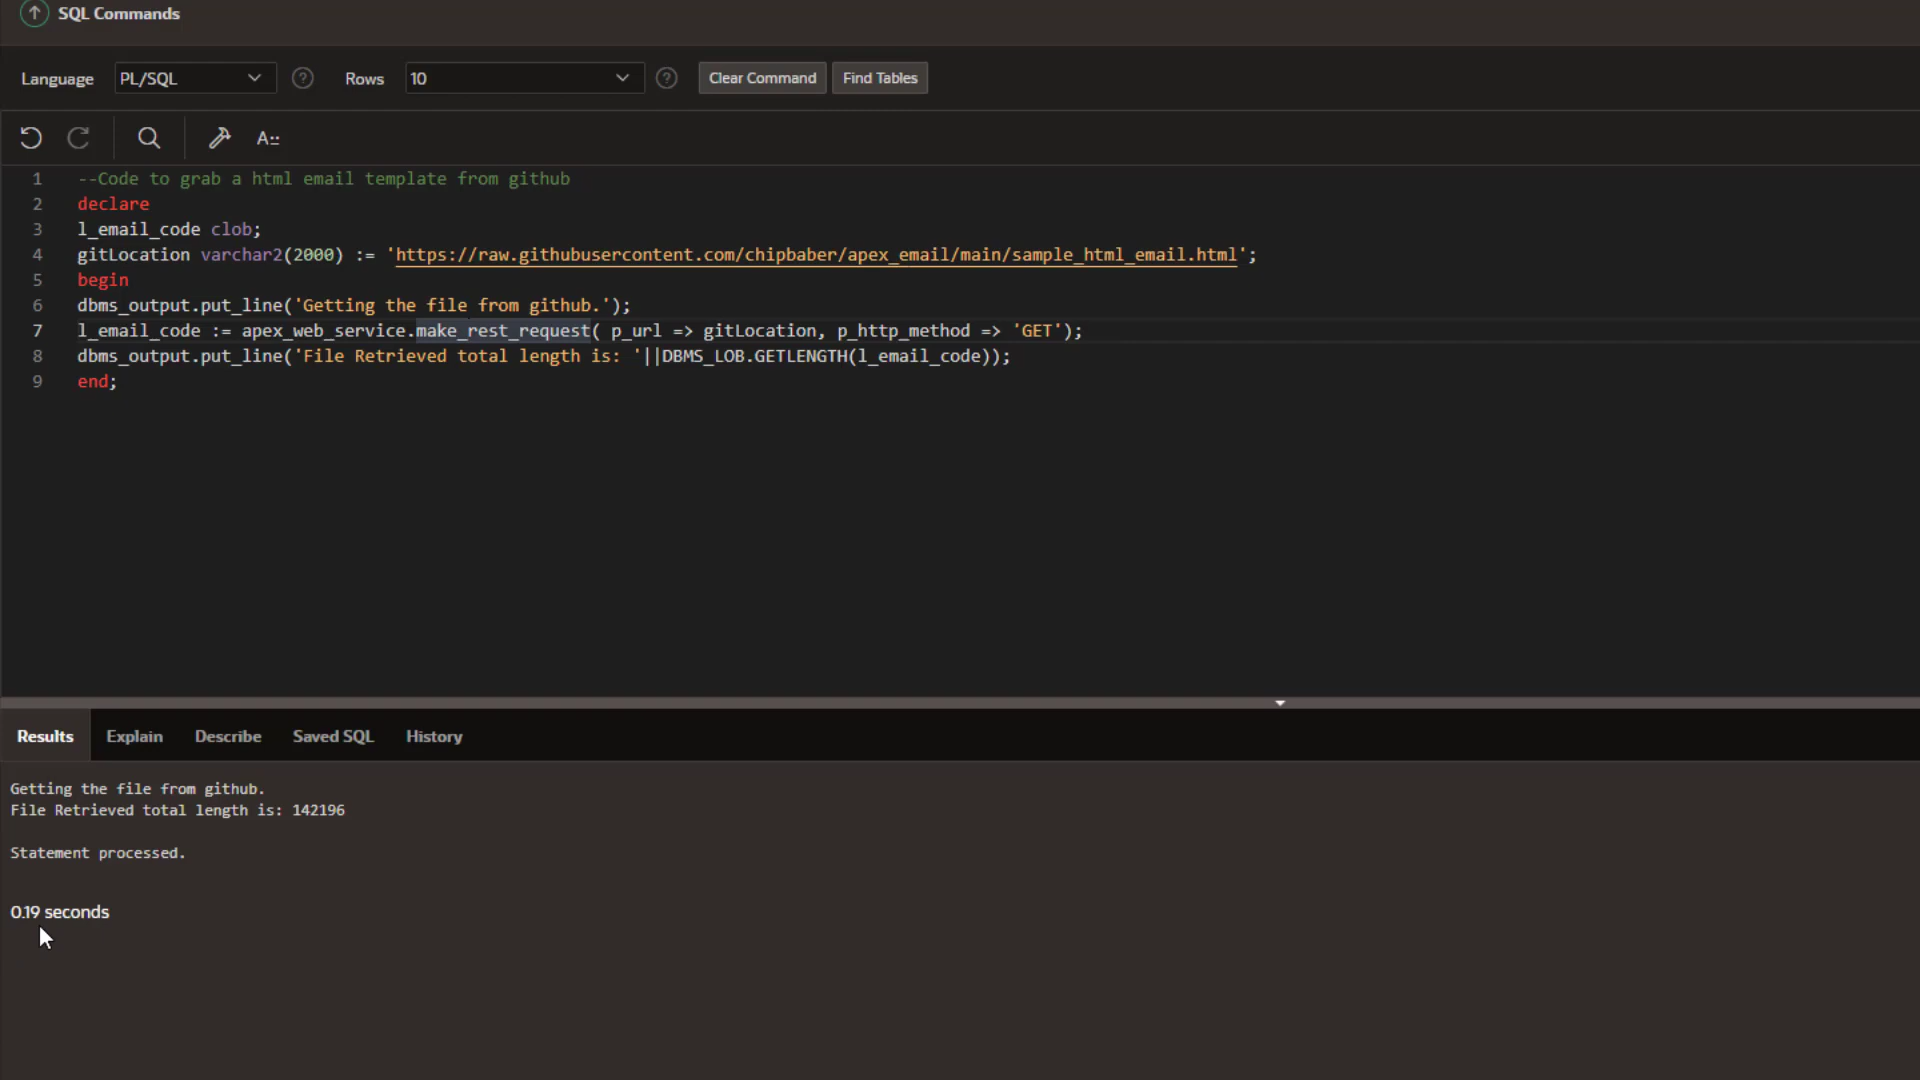 SQL Commands
Language PL/SQL Rows 10 Clear Command Find Tables
1 --Code to grab a html email template from github
2 declare
3 l_email_code clob;
4 gitLocation varchar2(2000) := 'https://raw.githubusercontent.com/chipbaber/apex_email/main/sample_html_email.html';
5 begin
6 dbms_output.put_line('Getting the file from github.');
7 l_email_code := apex_web_service.make_rest_request( p_url => gitLocation, p_http_method => 'GET');
8 dbms_output.put_line('File Retrieved total length is: '||DBMS_LOB.GETLENGTH(l_email_code));
9 end;
Results Explain Describe Saved SQL History
Getting the file from github.
File Retrieved total length is: 142196
Statement processed.
0.19 seconds